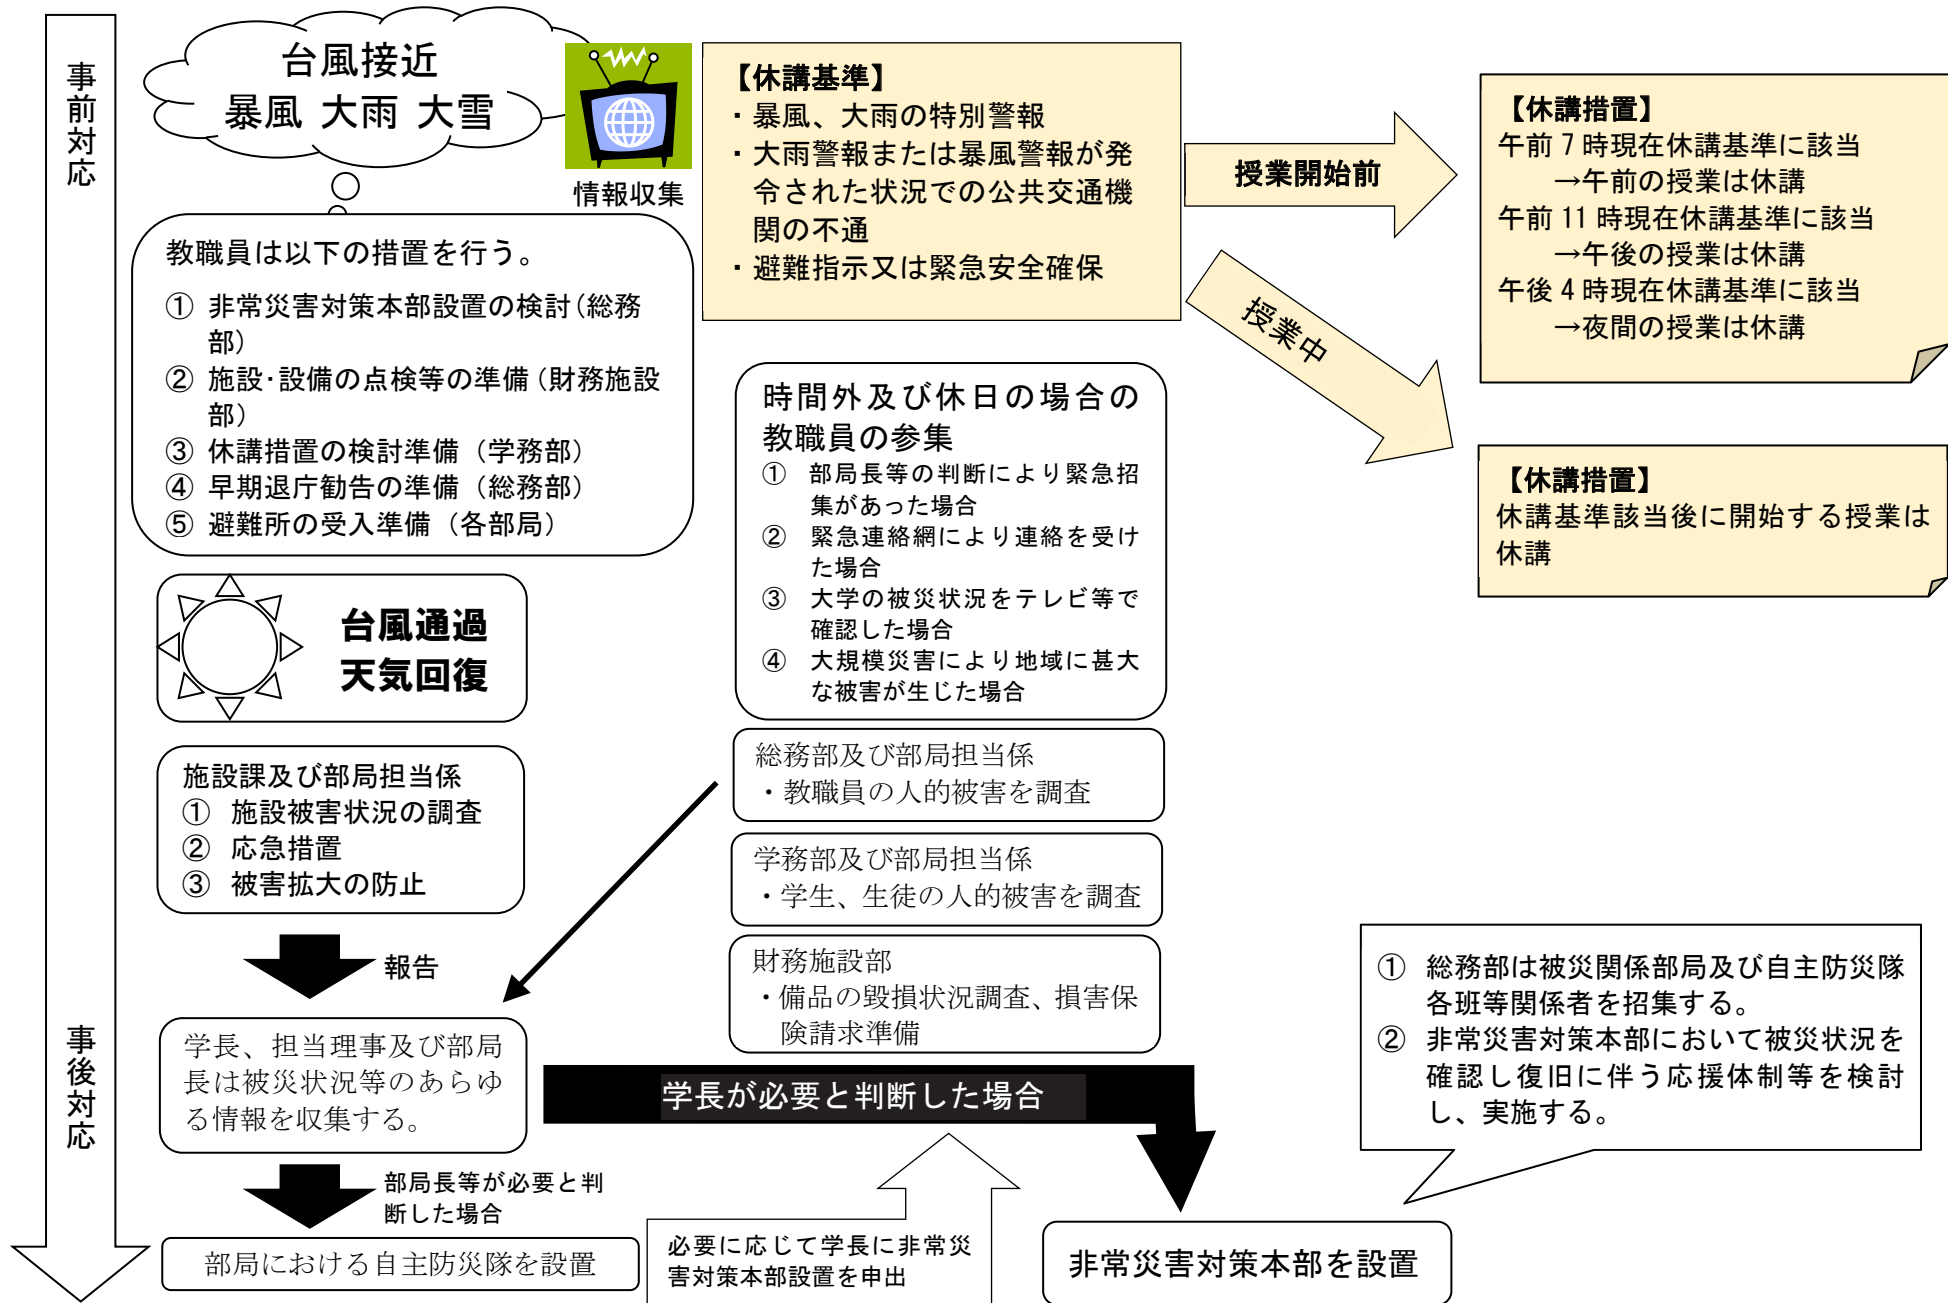 事前対応
台風接近
暴風 大雨 大雪
情報収集
教職員は以下の措置を行う。
① 非常災害対策本部設置の検討（総務
部）
② 施設・設備の点検等の準備（財務施設
部）
③ 休講措置の検討準備（学務部）
④ 早期退庁勧告の準備（総務部）
⑤ 避難所の受入準備（各部局）
【休講基準】
・暴風、大雨の特別警報
・大雨警報または暴風警報が発
令された状況での公共交通機
関の不通
・避難指示又は緊急安全確保
授業開始前
授業中
【休講措置】
午前７時現在休講基準に該当
→午前の授業は休講
午前11時現在休講基準に該当
→午後の授業は休講
午後４時現在休講基準に該当
→夜間の授業は休講
【休講措置】
休講基準該当後に開始する授業は
休講
時間外及び休日の場合の
教職員の参集
① 部局長等の判断により緊急招
集があった場合
② 緊急連絡網により連絡を受け
た場合
③ 大学の被災状況をテレビ等で
確認した場合
④ 大規模災害により地域に甚大
な被害が生じた場合
台風通過
天気回復
施設課及び部局担当係
① 施設被害状況の調査
② 応急措置
③ 被害拡大の防止
報告
総務部及び部局担当係
・教職員の人的被害を調査
学務部及び部局担当係
・学生、生徒の人的被害を調査
財務施設部
・備品の毀損状況調査、損害保
険請求準備
事後対応
学長、担当理事及び部局
長は被災状況等のあらゆ
る情報を収集する。
学長が必要と判断した場合
① 総務部は被災関係部局及び自主防災隊
各班等関係者を招集する。
② 非常災害対策本部において被災状況を
確認し復旧に伴う応援体制等を検討
し、実施する。
部局長等が必要と判
断した場合
部局における自主防災隊を設置
必要に応じて学長に非常災
害対策本部設置を申出
非常災害対策本部を設置